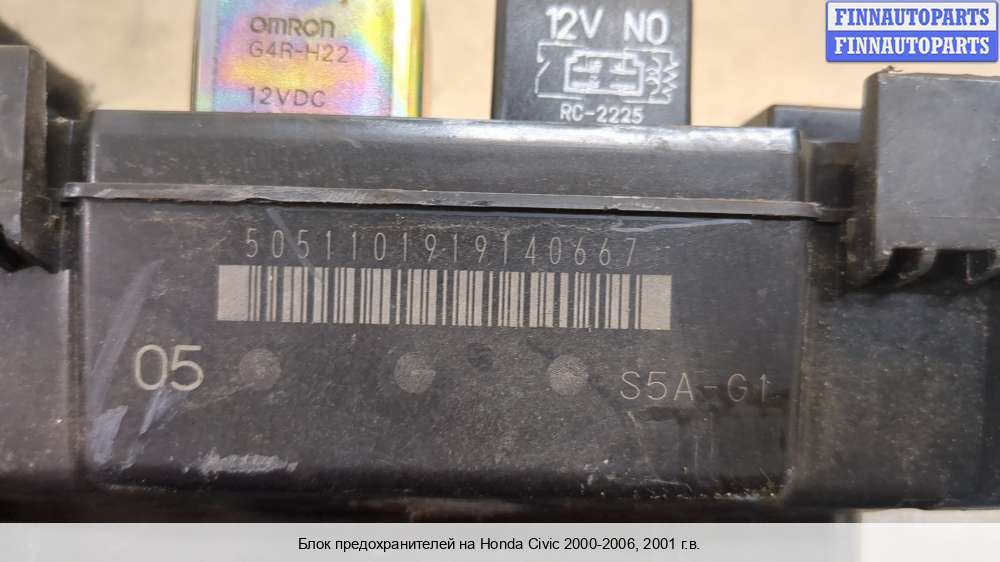 OMRON
G4R-H22
12VDC
12V NO
RC-2225
FINNAUTOPARTS
FINNAUTOPARTS
5051101919140667
05
S5A-G1
Блок предохранителей на Honda Civic 2000-2006, 2001 г.в.